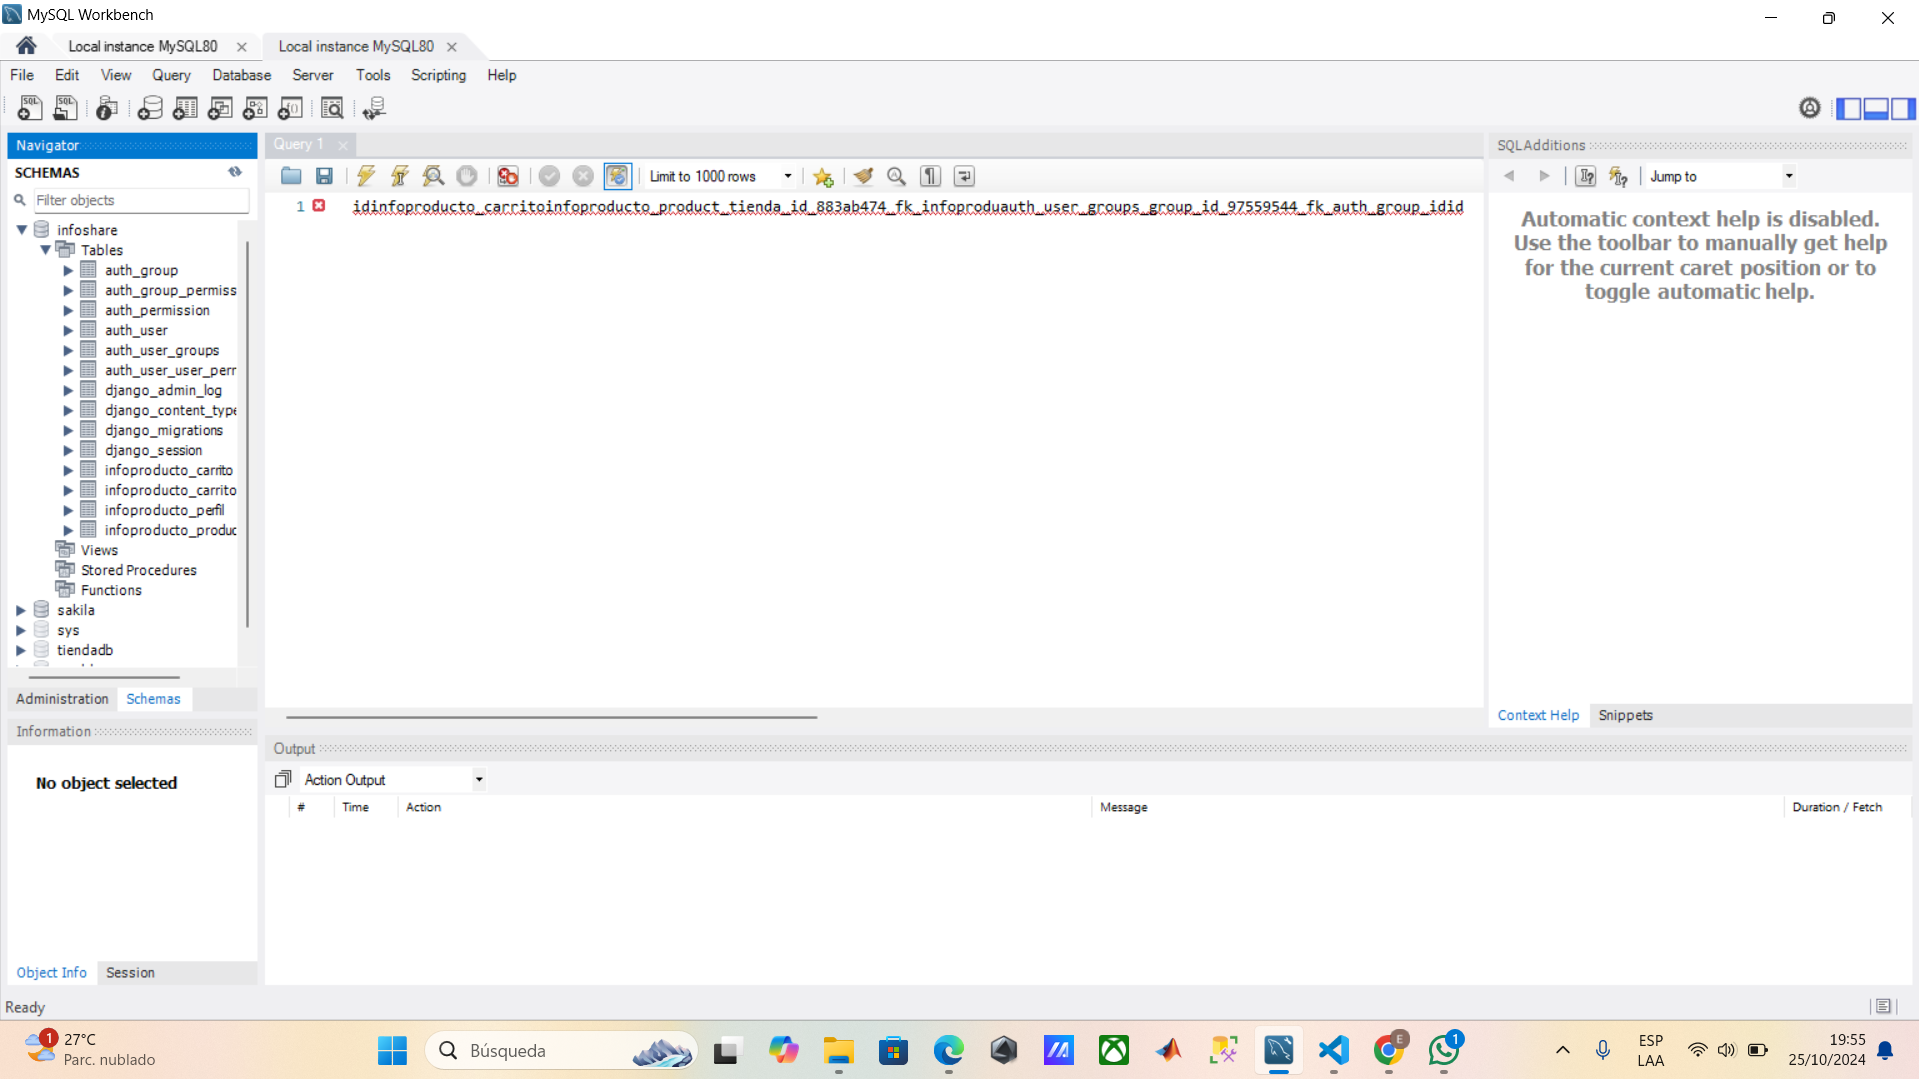 MySQL Workbench
Local instance MySQL80
Local instance MySQL80
File Edit View Query Database Server Tools Scripting Help
Navigator
SCHEMAS
Filter objects
infoshare
Tables
auth_group
auth_group_permiss
auth_permission
auth_user
auth_user_groups
auth_user_user_perr
django_admin_log
django_content_type
django_migrations
django_session
infoproducto_carrito
infoproducto_carrito
infoproducto_perfil
infoproducto_produc
Views
Stored Procedures
Functions
sakila
sys
tiendadb
Administration Schemas
Information
No object selected
Object Info Session
Ready
Query 1
Limit to 1000 rows
1 idinfoproducto_carritoinfoproducto_product_tienda_id_883ab474_fk_infoproduauth_user_groups_group_id_97559544_fk_auth_group_idid
Output
Action Output
# Time Action Message Duration / Fetch
SQLAdditions
Jump to
Automatic context help is disabled.
Use the toolbar to manually get help
for the current caret position or to
toggle automatic help.
Context Help Snippets
1
27°C
Parc. nublado
Búsqueda
E
1
ESP
LAA
19:55
25/10/2024